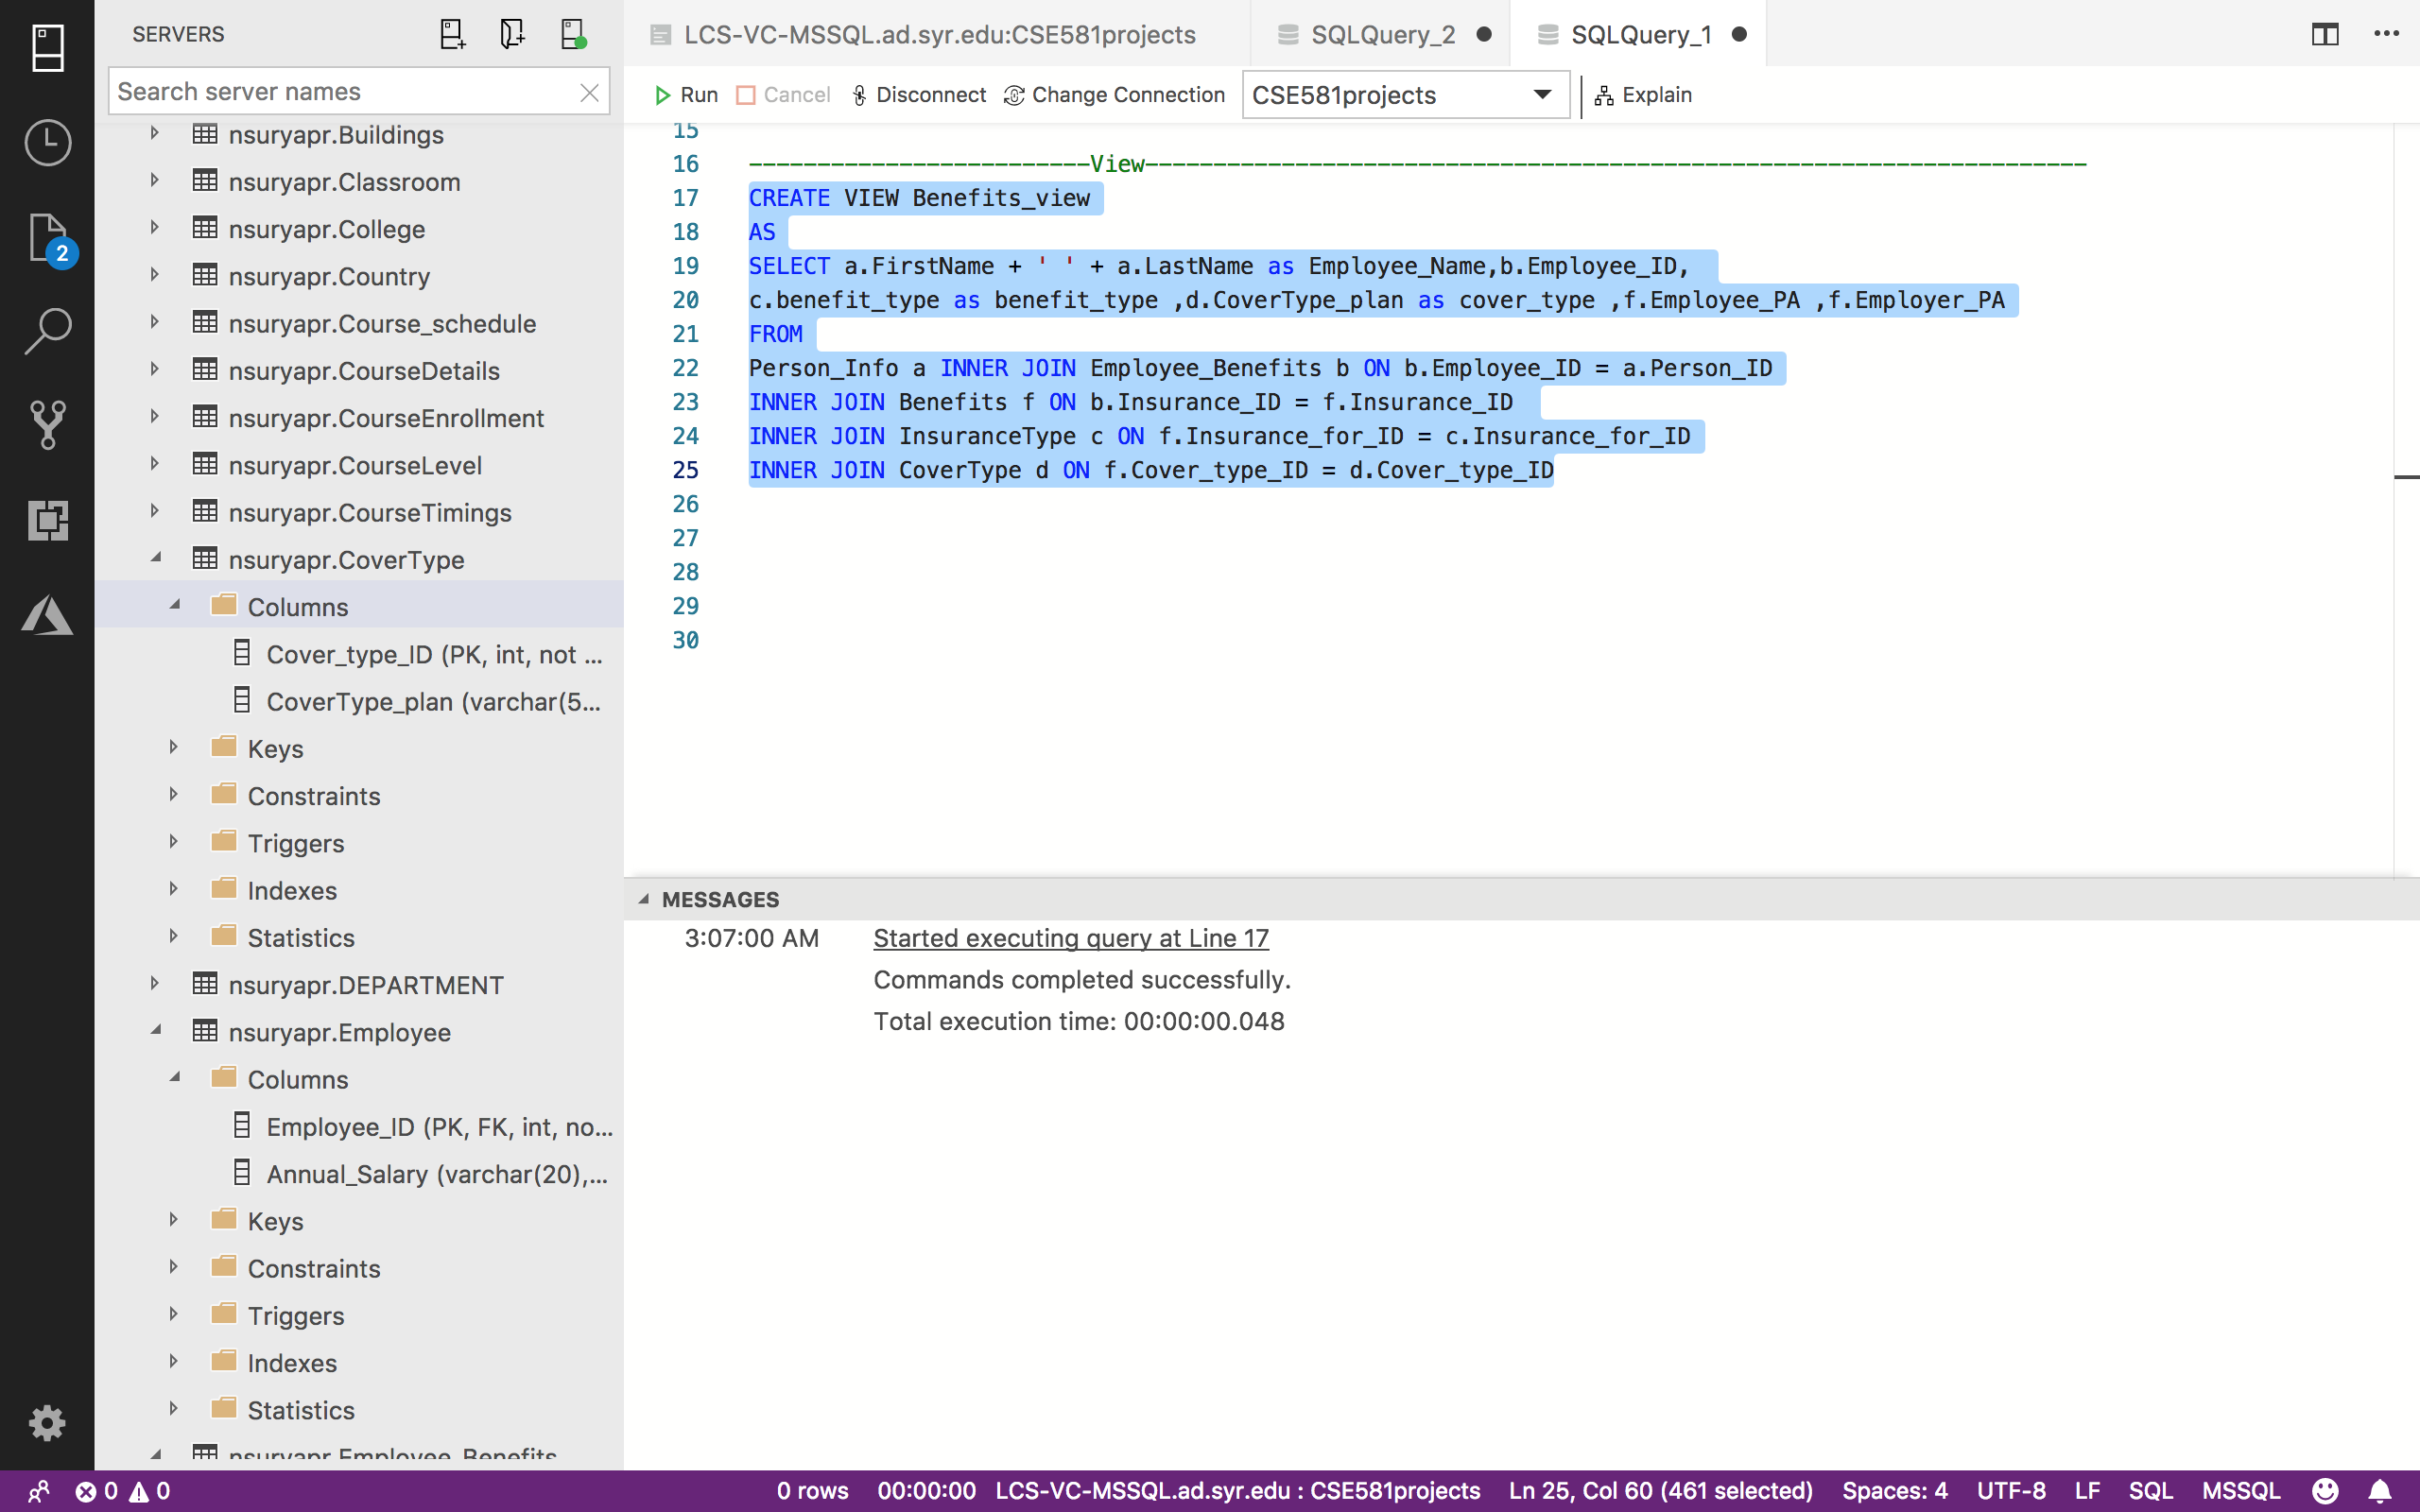 SERVERS
Search server names
nsuryapr.Buildings
nsuryapr.Classroom
nsuryapr.College
nsuryapr.Country
nsuryapr.Course_schedule
nsuryapr.CourseDetails
nsuryapr.CourseEnrollment
nsuryapr.CourseLevel
nsuryapr.CourseTimings
nsuryapr.CoverType
Columns
Cover_type_ID (PK, int, not ...
CoverType_plan (varchar(5...
Keys
Constraints
Triggers
Indexes
Statistics
nsuryapr.DEPARTMENT
nsuryapr.Employee
Columns
Employee_ID (PK, FK, int, no...
Annual_Salary (varchar(20),...
Keys
Constraints
Triggers
Indexes
Statistics
nsuryapr.Employee_Benefits
2
LCS-VC-MSSQL.ad.syr.edu:CSE581projects SQLQuery_2 SQLQuery_1
Run Cancel Disconnect Change Connection CSE581projects Explain
15
16 -------------------------View---------------------------------------------------------------------
17 CREATE VIEW Benefits_view
18 AS
19 SELECT a.FirstName + ' ' + a.LastName as Employee_Name,b.Employee_ID,
20 c.benefit_type as benefit_type ,d.CoverType_plan as cover_type ,f.Employee_PA ,f.Employer_PA
21 FROM
22 Person_Info a INNER JOIN Employee_Benefits b ON b.Employee_ID = a.Person_ID
23 INNER JOIN Benefits f ON b.Insurance_ID = f.Insurance_ID
24 INNER JOIN InsuranceType c ON f.Insurance_for_ID = c.Insurance_for_ID
25 INNER JOIN CoverType d ON f.Cover_type_ID = d.Cover_type_ID
26
27
28
29
30
MESSAGES
3:07:00 AM Started executing query at Line 17
Commands completed successfully.
Total execution time: 00:00:00.048
0 0 0 rows 00:00:00 LCS-VC-MSSQL.ad.syr.edu : CSE581projects Ln 25, Col 60 (461 selected) Spaces: 4 UTF-8 LF SQL MSSQL